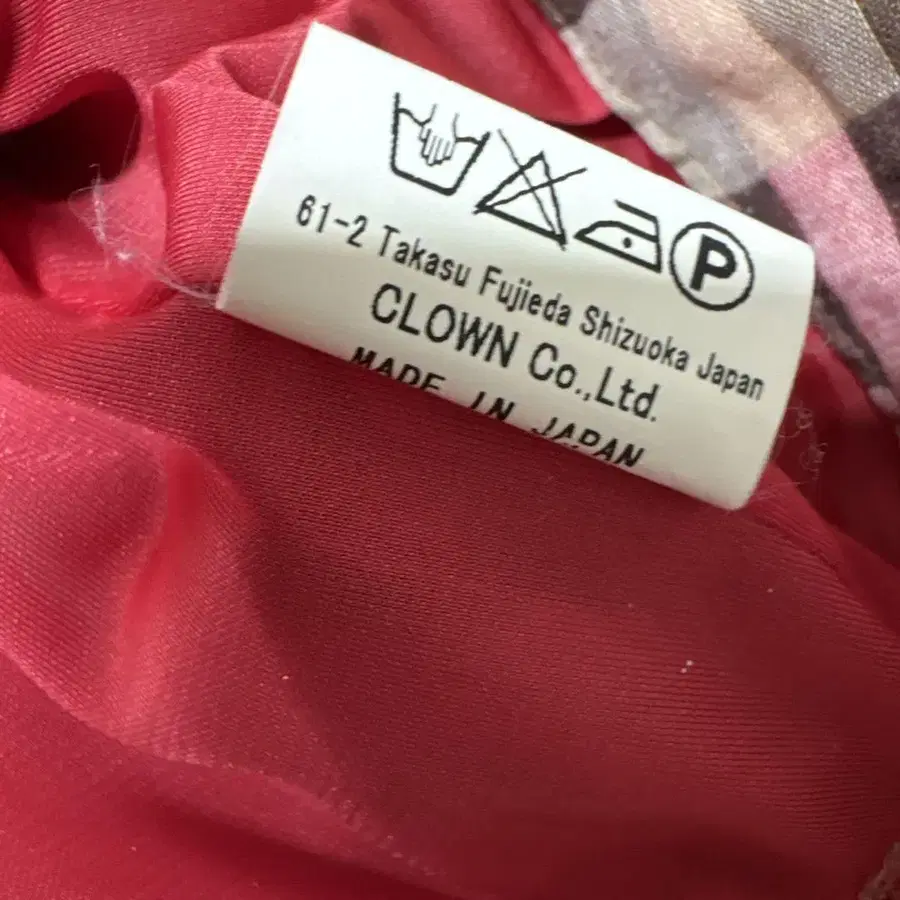 P
61-2 Takasu Fujieda Shizuoka Japan
CLOWN Co.,Ltd.
MADE IN JAPAN